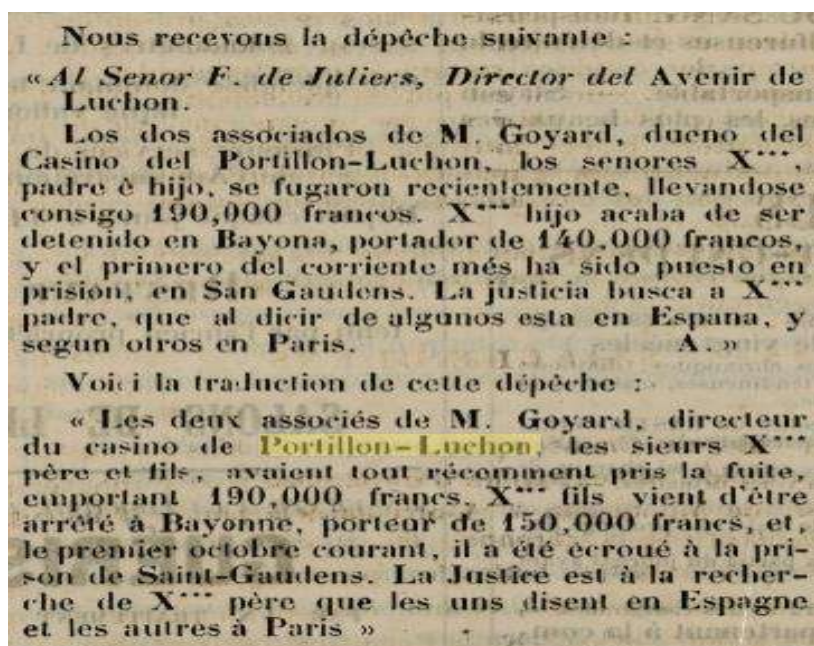 Nous recevons la dépêche suivante :
« Al Senor F. de Juliers, Director del Avenir de
Luchon.
Los dos associados de M. Goyard, dueno del
Casino del Portillon-Luchon, los senores X***,
padre é hijo, se fugaron recientemente, llevandose
consigo 190,000 francos. X*** hijo acaba de ser
detenido en Bayona, portador de 140.000 francos,
y el primero del corriente més ha sido puesto en
prisión, en San Gaudens. La justicia busca a X***
padre, que al dicir de algunos esta en Espana, y
segun otros en Paris. A. »
Voici la traduction de cette dépêche :
« Les deux associés de M. Goyard, directeur
du casino de Portillon-Luchon, les sieurs X***
père et fils, avaient tout récemment pris la fuite,
emportant 190,000 francs. X*** fils vient d'être
arrêté à Bayonne, porteur de 150,000 francs, et,
le premier octobre courant, il a été écroué à la pri-
son de Saint-Gaudens. La Justice est à la recher-
che de X*** père que les uns disent en Espagne
et les autres à Paris »